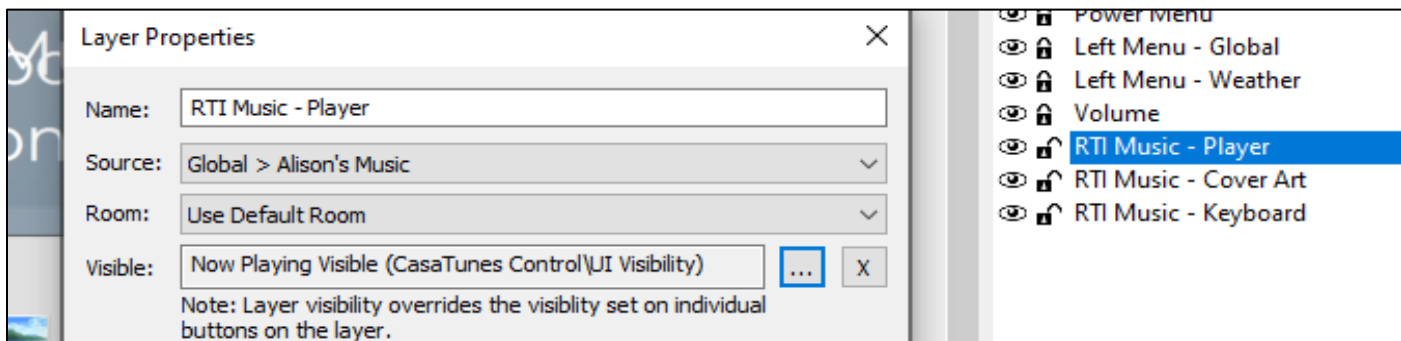 Layer Properties
Name: RTI Music - Player
Source: Global > Alison's Music
Room: Use Default Room
Visible: Now Playing Visible (CasaTunes Control\UI Visibility) ... X
Note: Layer visibility overrides the visiblity set on individual
buttons on the layer.
Power Menu
Left Menu - Global
Left Menu - Weather
Volume
RTI Music - Player
RTI Music - Cover Art
RTI Music - Keyboard